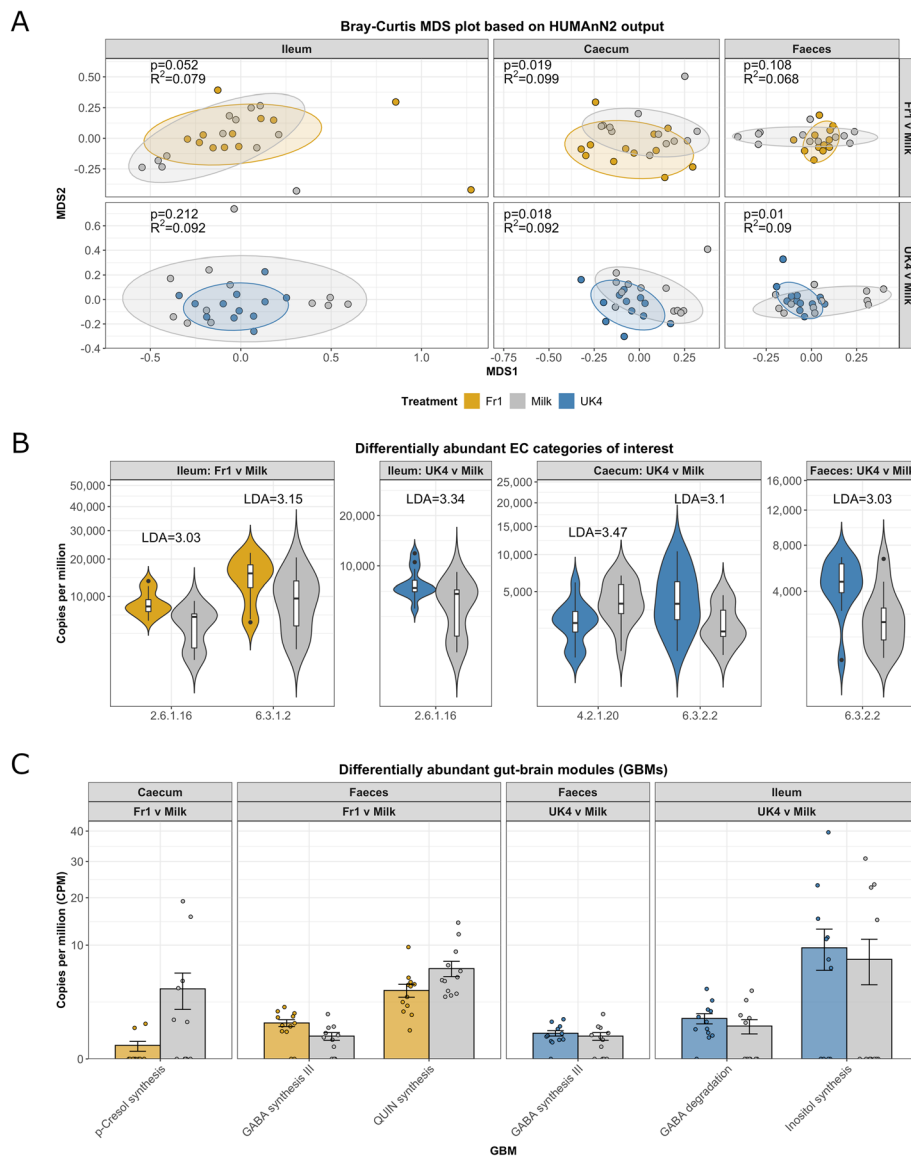 A
Bray-Curtis MDS plot based on HUMAnN2 output
Ileum
Caecum
Faeces
p=0.052
R²=0.079
p=0.019
R²=0.099
p=0.108
R²=0.068
Fr1 v Milk
0.50
0.25
0.00
-0.25
MDS2
p=0.212
R²=0.092
p=0.018
R²=0.092
p=0.01
R²=0.09
UK4 v Milk
0.6
0.4
0.2
0.0
-0.2
-0.4
-0.5 0.0 0.5 1.0
-0.75 -0.50 -0.25 0.00 0.25
-0.25 0.00 0.25
MDS1
Treatment Fr1 Milk UK4
B
Differentially abundant EC categories of interest
Ileum: Fr1 v Milk
Ileum: UK4 v Milk
Caecum: UK4 v Milk
Faeces: UK4 v Milk
Copies per million
50,000
40,000
30,000
20,000
10,000
LDA=3.03
LDA=3.15
2.6.1.16
6.3.1.2
20,000
10,000
LDA=3.34
2.6.1.16
25,000
20,000
15,000
10,000
5,000
LDA=3.47
LDA=3.1
4.2.1.20
6.3.2.2
16,000
8,000
4,000
LDA=3.03
6.3.2.2
C
Differentially abundant gut-brain modules (GBMs)
Caecum
Faeces
Faeces
Ileum
Fr1 v Milk
Fr1 v Milk
UK4 v Milk
UK4 v Milk
Copies per million (CPM)
40
30
20
10
0
p-Cresol synthesis
GABA synthesis III
QUIN synthesis
GABA synthesis III
GABA degradation
Inositol synthesis
GBM